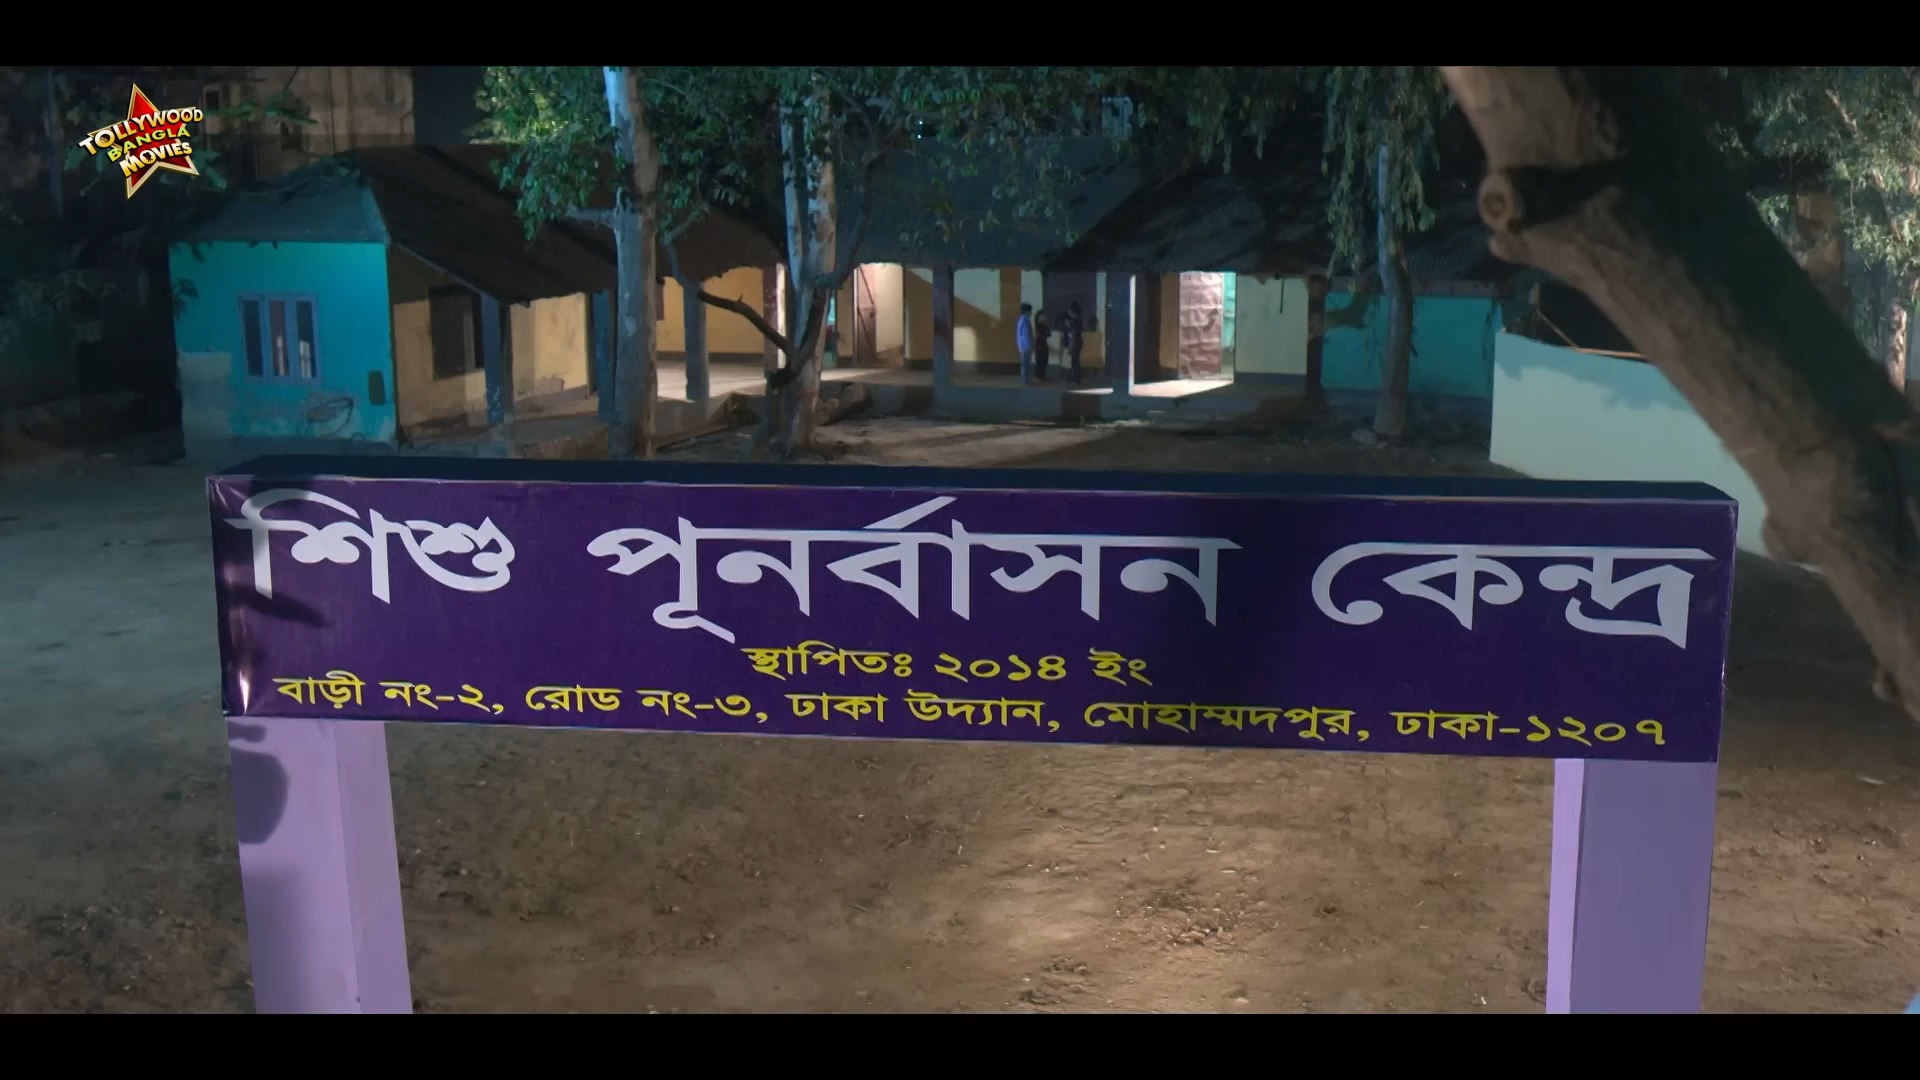 TOLLYWOOD
BANGLA
MOVIES
শিশু পূনর্বাসন কেন্দ্র
স্থাপিতঃ ২০১৪ ইং
বাড়ী নং-২, রোড নং-৩, ঢাকা উদ্যান, মোহাম্মদপুর, ঢাকা-১২০৭